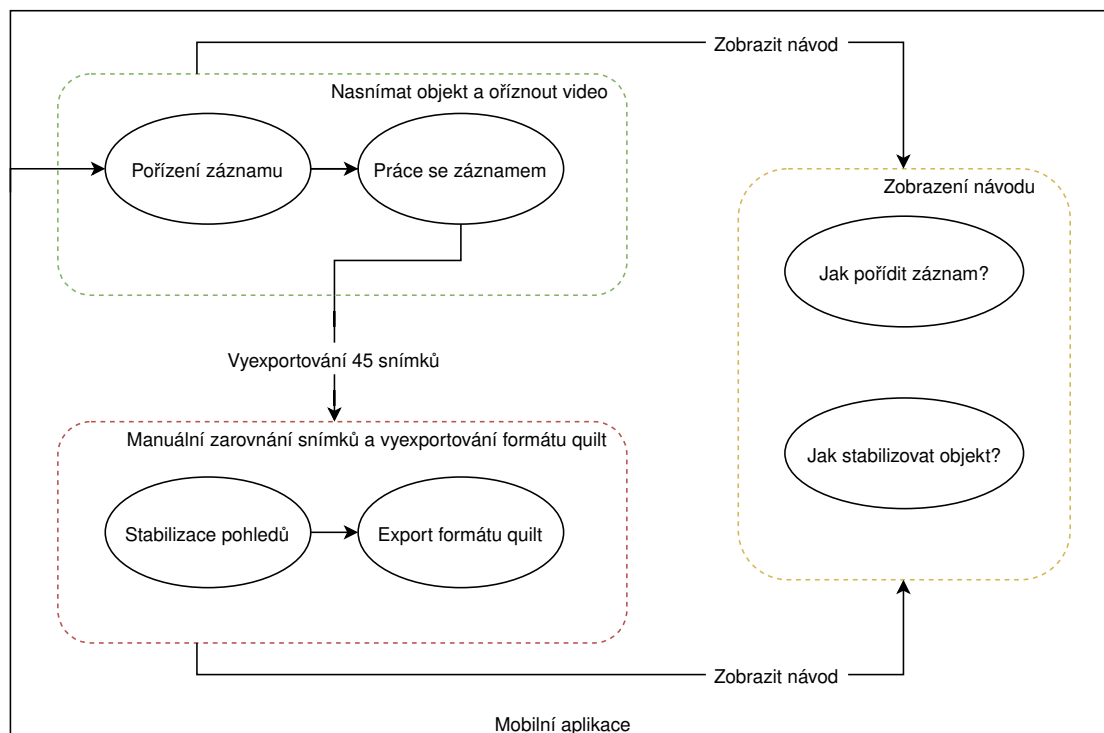 Zobrazit návod
Nasnímat objekt a oříznout video
Pořízení záznamu
Práce se záznamem
Zobrazení návodu
Jak pořídit záznam?
Vyexportování 45 snímků
Manuální zarovnání snímků a vyexportování formátu quilt
Jak stabilizovat objekt?
Stabilizace pohledů
Export formátu quilt
Zobrazit návod
Mobilní aplikace